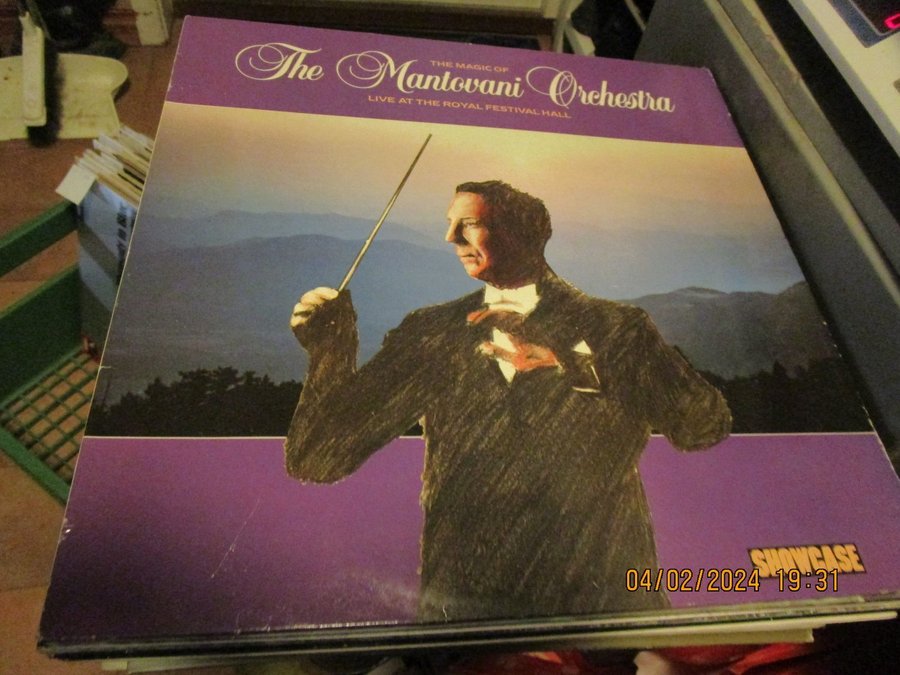 THE MAGIC OF
The Mantovani Orchestra
LIVE AT THE ROYAL FESTIVAL HALL
SHOWCASE
04/02/2024 19:31